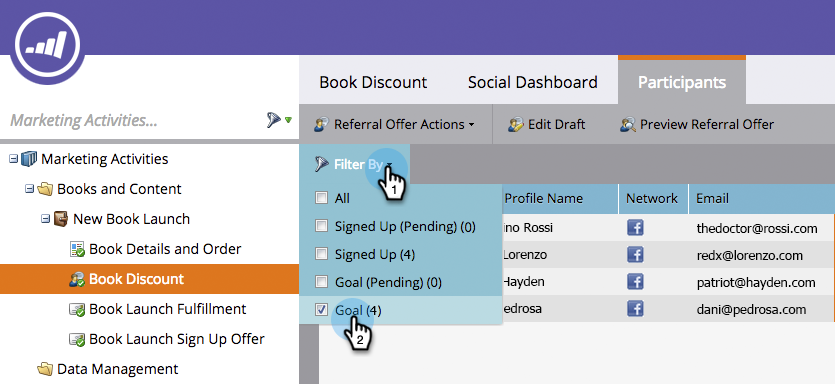 Book Discount Social Dashboard Participants
Marketing Activities...
Referral Offer Actions Edit Draft Preview Referral Offer
Marketing Activities
Books and Content
New Book Launch
Book Details and Order
Book Discount
Book Launch Fulfillment
Book Launch Sign Up Offer
Data Management
Filter By
1
All
Signed Up (Pending) (0)
Signed Up (4)
Goal (Pending) (0)
Goal (4)
2
Profile Name Network Email
ino Rossi thedoctor@rossi.com
Lorenzo redx@lorenzo.com
Hayden patriot@hayden.com
edrosa dani@pedrosa.com